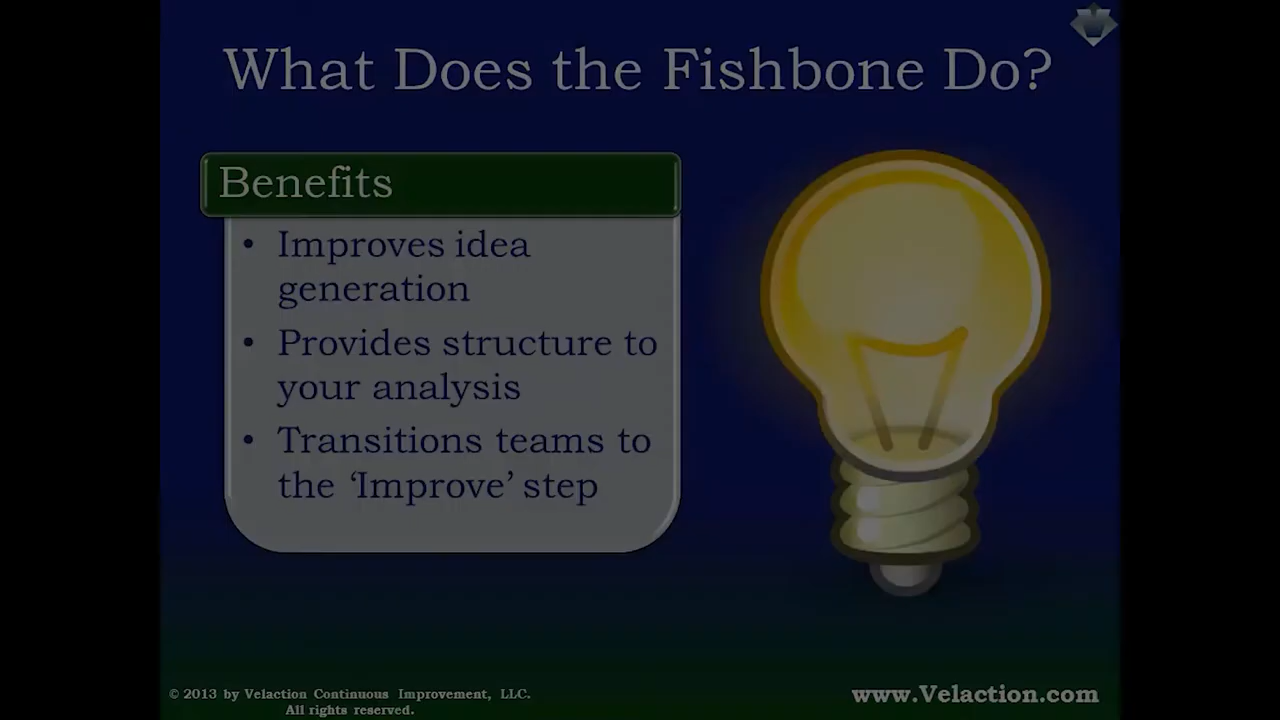 What Does the Fishbone Do?
Benefits
• Improves idea
generation
• Provides structure to
your analysis
• Transitions teams to
the ‘Improve’ step
© 2013 by Velaction Continuous Improvement, LLC.
All rights reserved.
www.Velaction.com